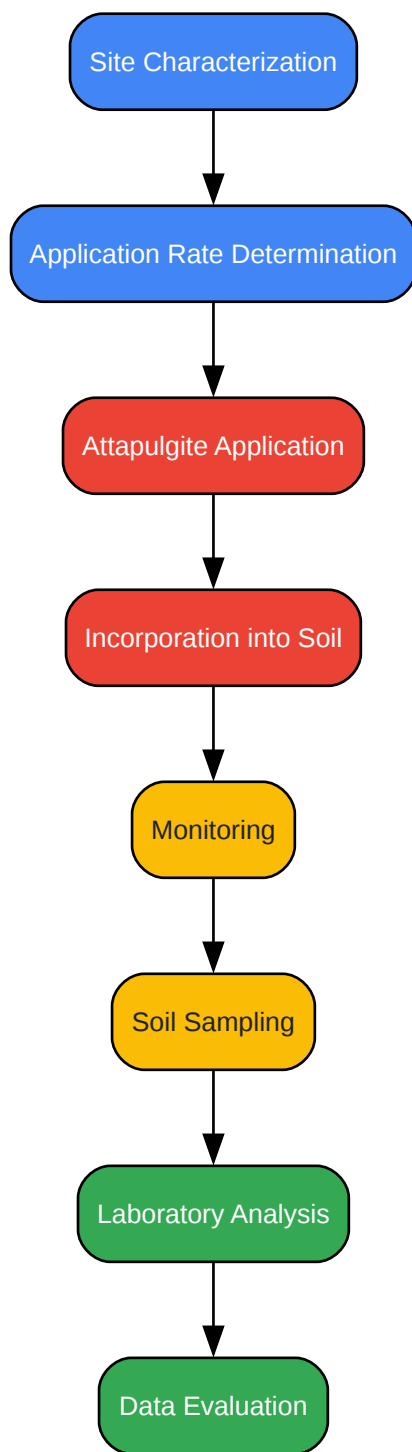 Site Characterization
Application Rate Determination
Attapulgite Application
Incorporation into Soil
Monitoring
Soil Sampling
Laboratory Analysis
Data Evaluation